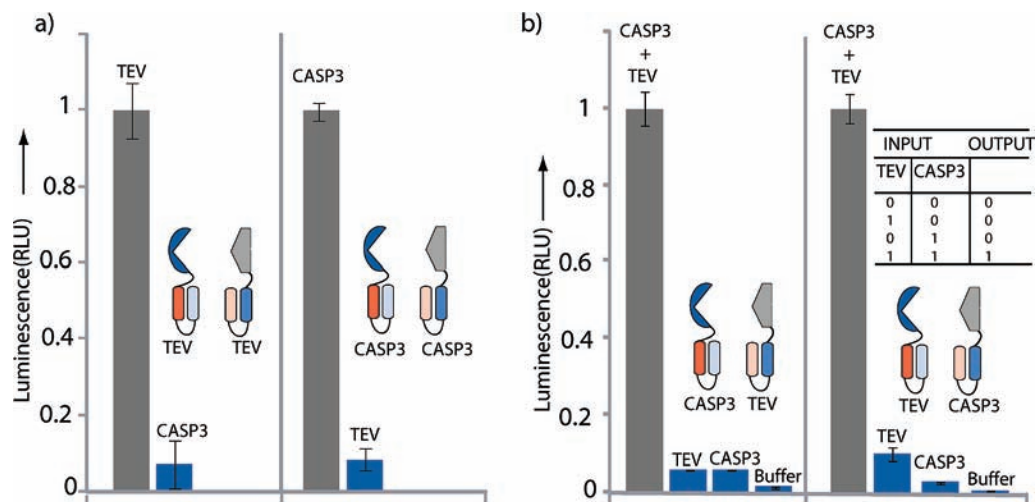 a)
Luminescence(RLU)
1
0.8
0.6
0.4
0.2
0
TEV
CASP3
TEV
TEV
CASP3
TEV
CASP3
CASP3
b)
Luminescence(RLU)
1
0.8
0.6
0.4
0.2
0
CASP3
+
TEV
CASP3 TEV
TEV CASP3 Buffer
CASP3
+
TEV
INPUT OUTPUT
TEV CASP3
0 0 0
1 0 0
0 1 0
1 1 1
TEV CASP3
TEV
CASP3
Buffer